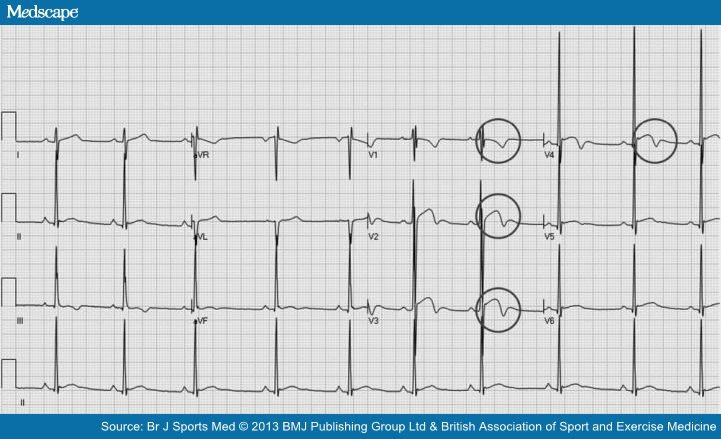 Medscape
I aVR V1 V4
II aVL V2 V5
III aVF V3 V6
II
Source: Br J Sports Med © 2013 BMJ Publishing Group Ltd & British Association of Sport and Exercise Medicine